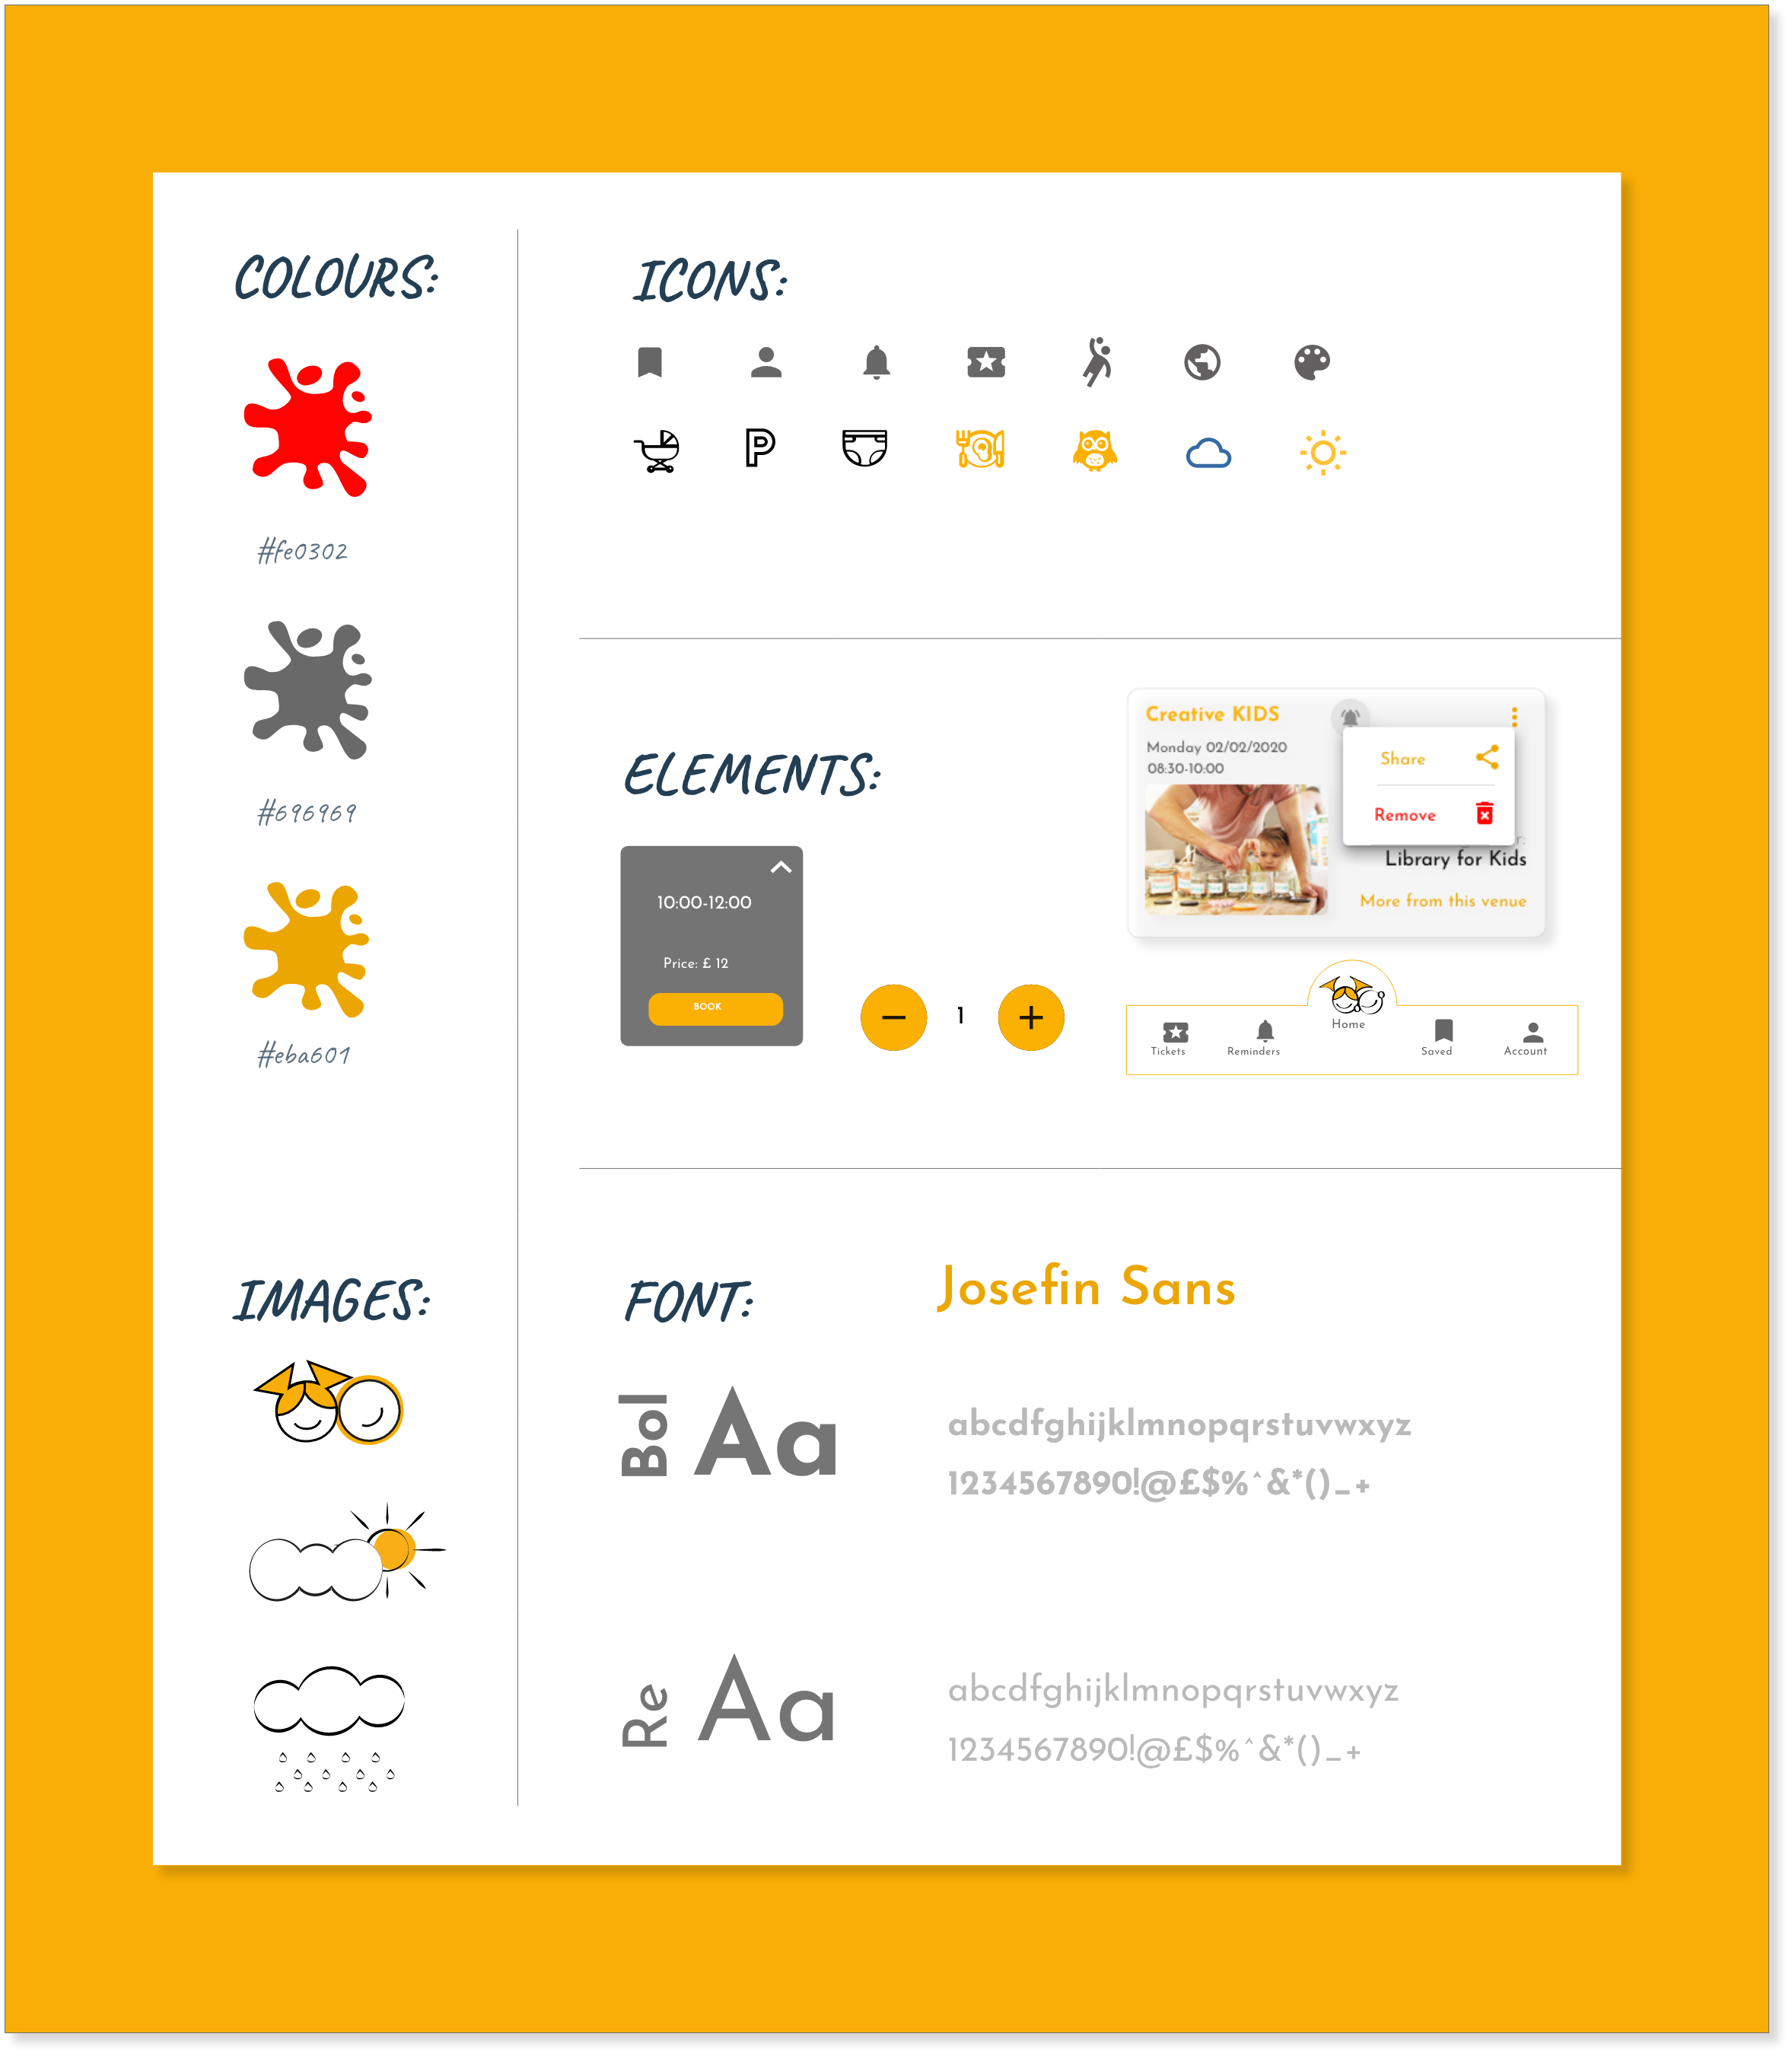 COLOURS:
#fe0302
#696969
#eba601
IMAGES:
ICONS:
P
ELEMENTS:
10:00-12:00
Price: £ 12
BOOK
1
Creative KIDS
Monday 02/02/2020
08:30-10:00
Share
Remove
r:
Library for Kids
More from this venue
Home
Tickets
Reminders
Saved
Account
FONT:
Josefin Sans
Bol
Aa
abcdfghijklmnopqrstuvwxyz
1234567890!@£$%^&*()_+
Re
Aa
abcdfghijklmnopqrstuvwxyz
1234567890!@£$%^&*()_+